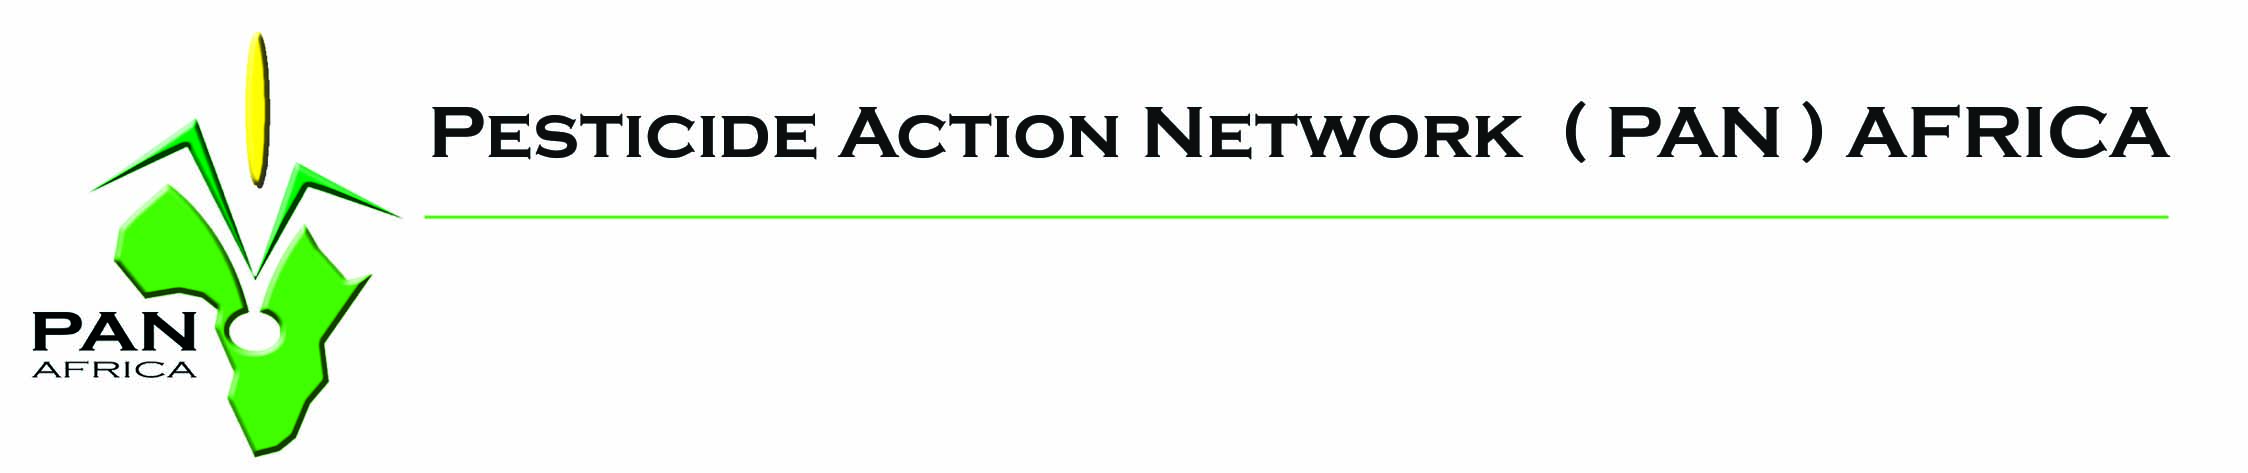 Pesticide Action Network ( PAN ) AFRICA
PAN
AFRICA